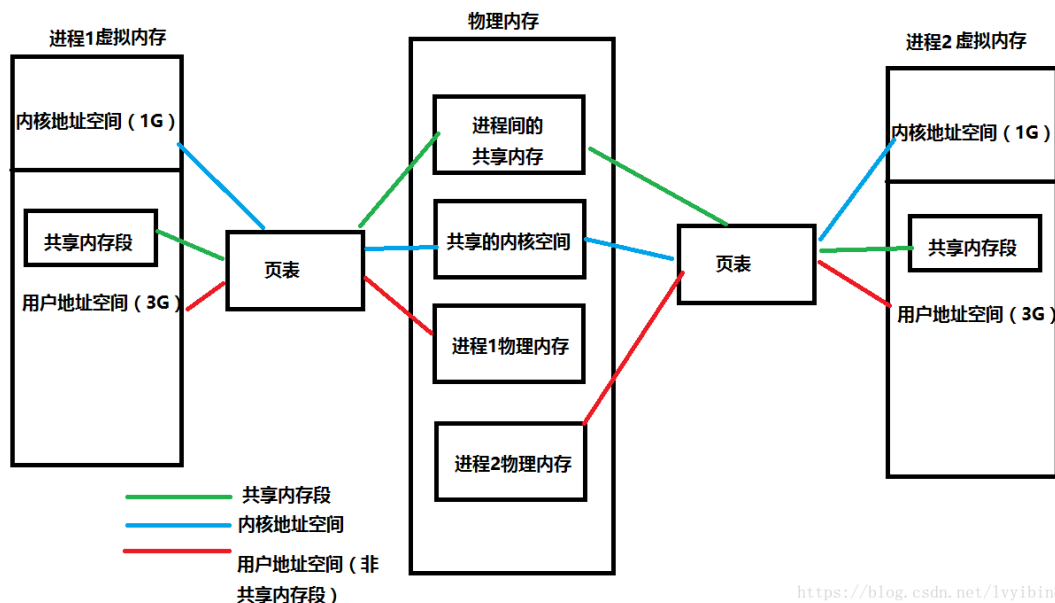 进程1虚拟内存
内核地址空间（1G）
共享内存段
用户地址空间（3G）
页表
物理内存
进程间的
共享内存
共享的内核空间
进程1物理内存
进程2物理内存
页表
进程2虚拟内存
内核地址空间（1G）
共享内存段
用户地址空间（3G）
共享内存段
内核地址空间
用户地址空间（非
共享内存段）
https://blog.csdn.net/lvyibin